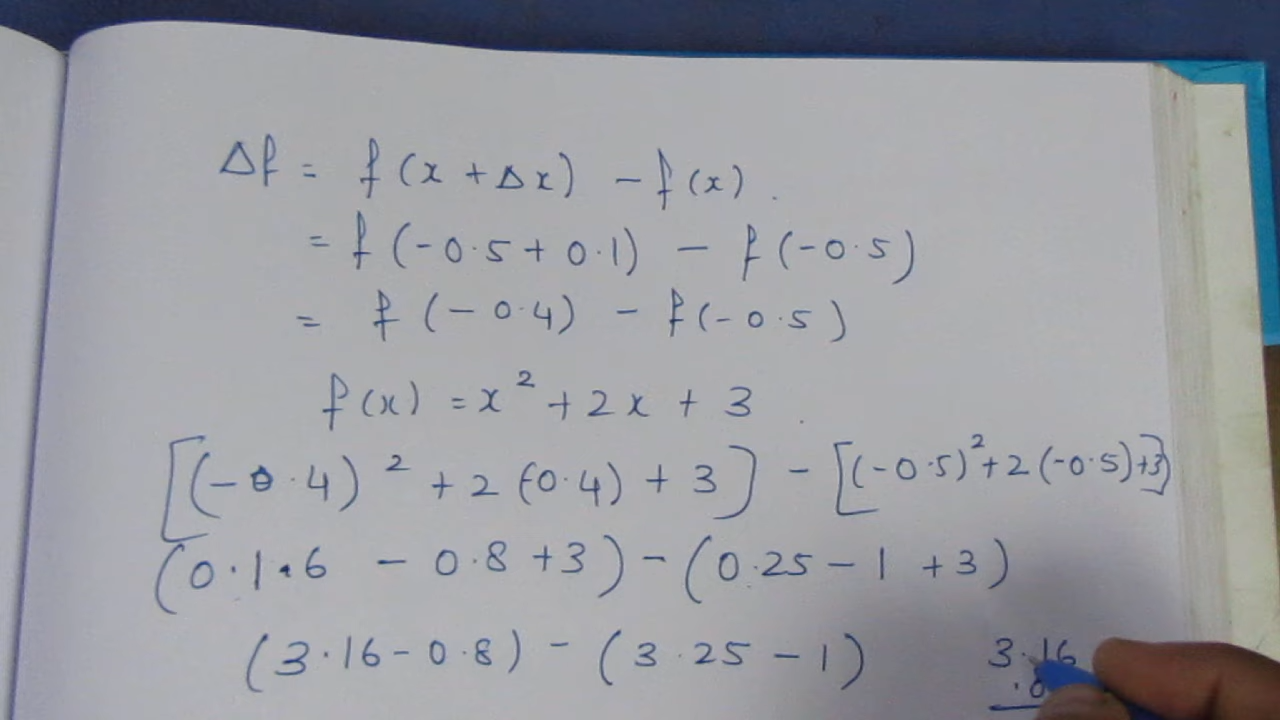 Δf = f(x + Δx) - f(x).
= f(-0.5 + 0.1) - f(-0.5)
= f(-0.4) - f(-0.5)
f(x) = x² + 2x + 3
[(-0.4)² + 2(-0.4) + 3] - [(-0.5)² + 2(-0.5) + 3]
(0.1.6 - 0.8 + 3) - (0.25 - 1 + 3)
(3.16 - 0.8) - (3.25 - 1)
3.16